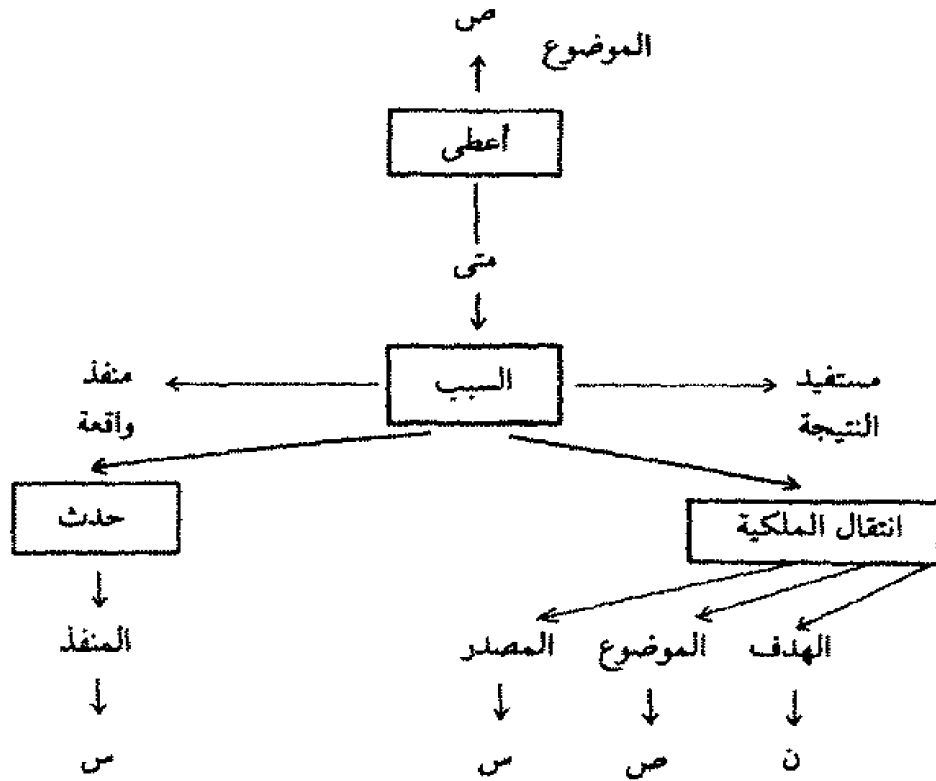 ص
الموضوع
أعطى
متى
مستفيد السبب منفذ
النتيجة واقعة
انتقال الملكية حدث
الهدف الموضوع المصدر المنفذ
ن ص س س